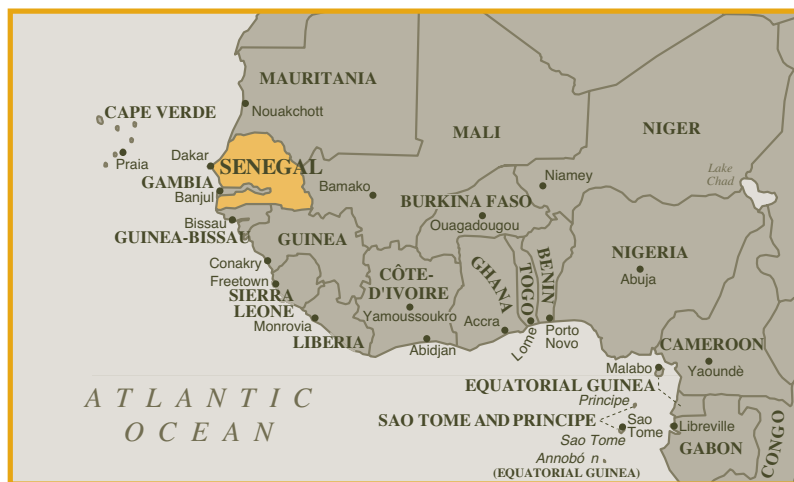 MAURITANIA
CAPE VERDE
Nouakchott
MALI
NIGER
Praia
Dakar
SENEGAL
Lake
Chad
GAMBIA
Banjul
Bamako
Niamey
BURKINA FASO
Ouagadougou
Bissau
GUINEA-BISSAU
GUINEA
NIGERIA
Abuja
Conakry
Freetown
SIERRA
LEONE
Monrovia
LIBERIA
CÔTE-
D'IVOIRE
Yamoussoukro
Abidjan
GHANA
Accra
TOGO
Lome
BENIN
Porto
Novo
CAMEROON
Yaoundè
Malabo
EQUATORIAL GUINEA
Principe
SAO TOME AND PRINCIPE
Sao
Tome
Sao Tome
Libreville
GABON
CONGO
Annobó n
(EQUATORIAL GUINEA)
ATLANTIC
OCEAN